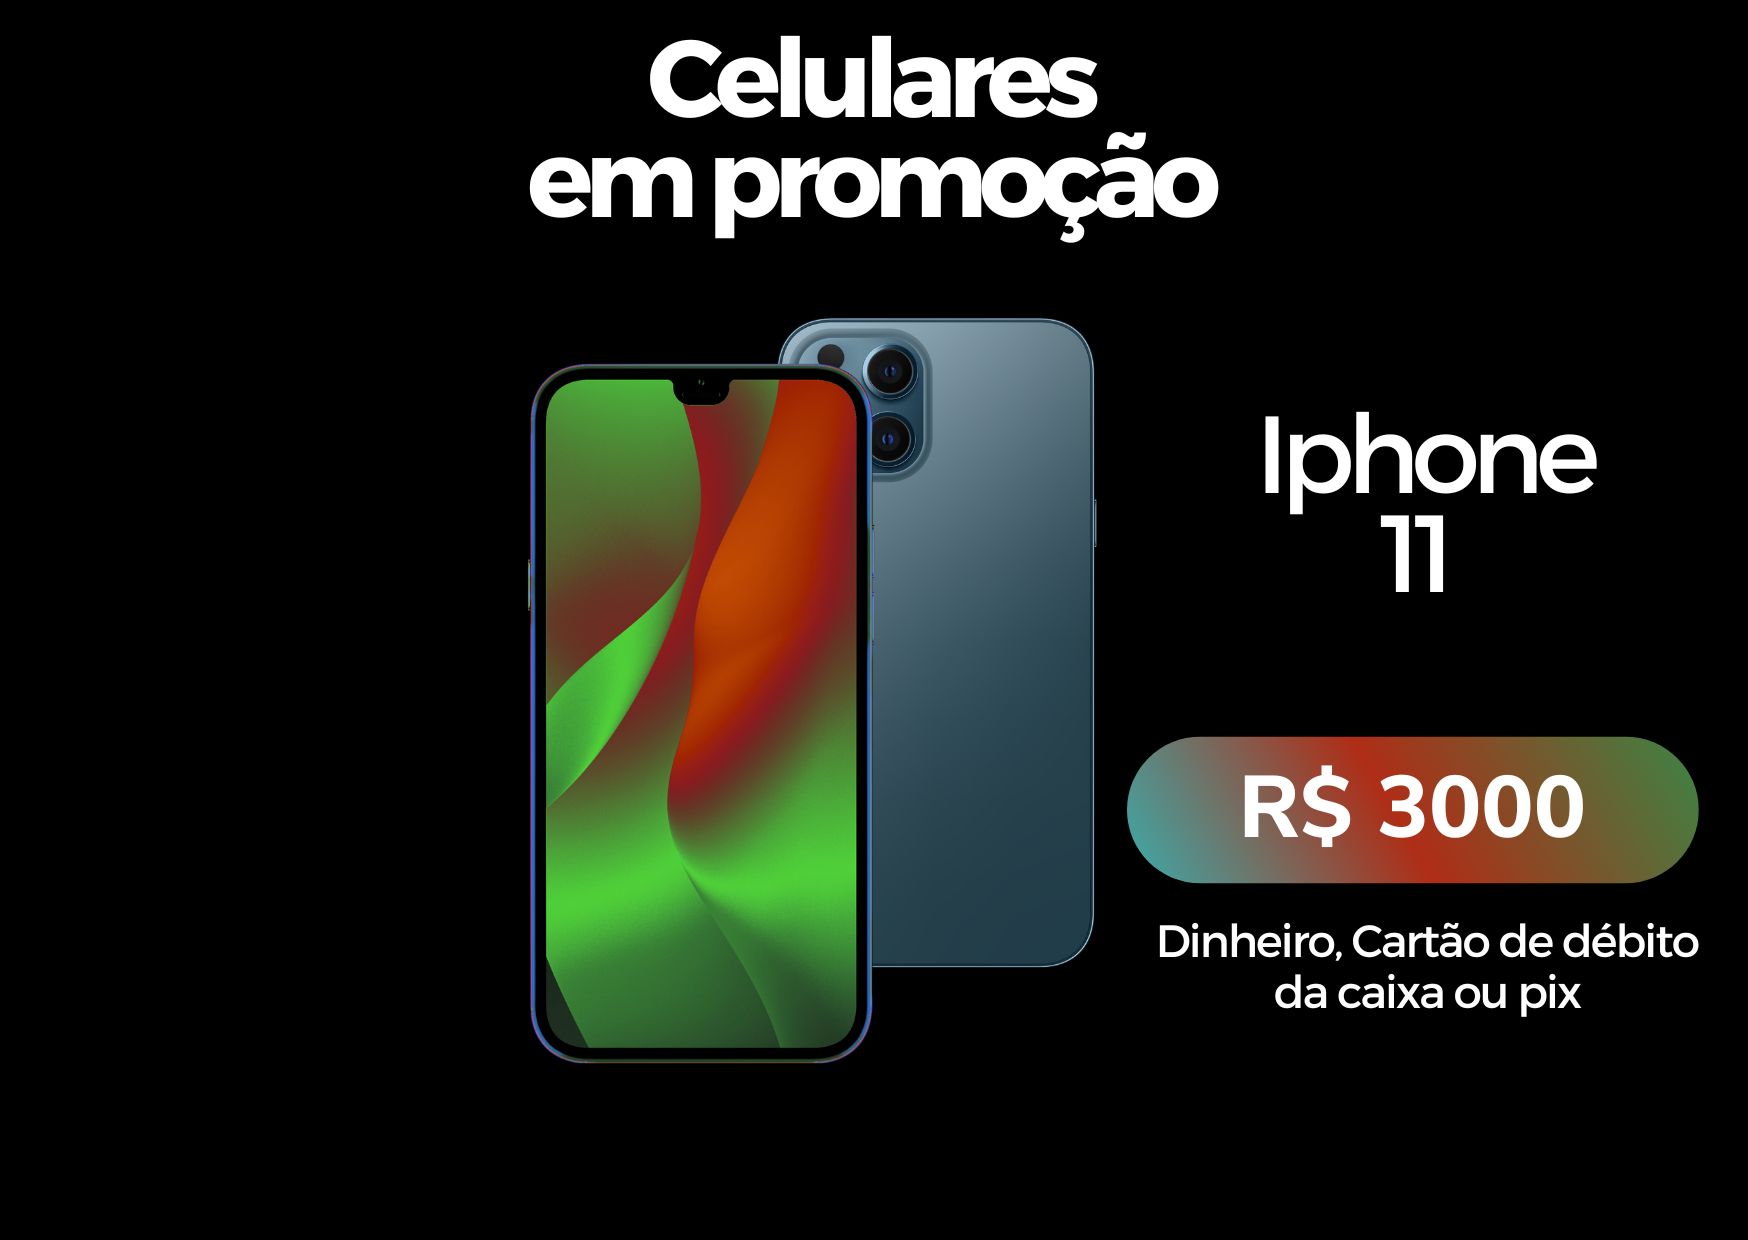 Celulares
em promoção
Iphone
11
R$ 3000
Dinheiro, Cartão de débito
da caixa ou pix